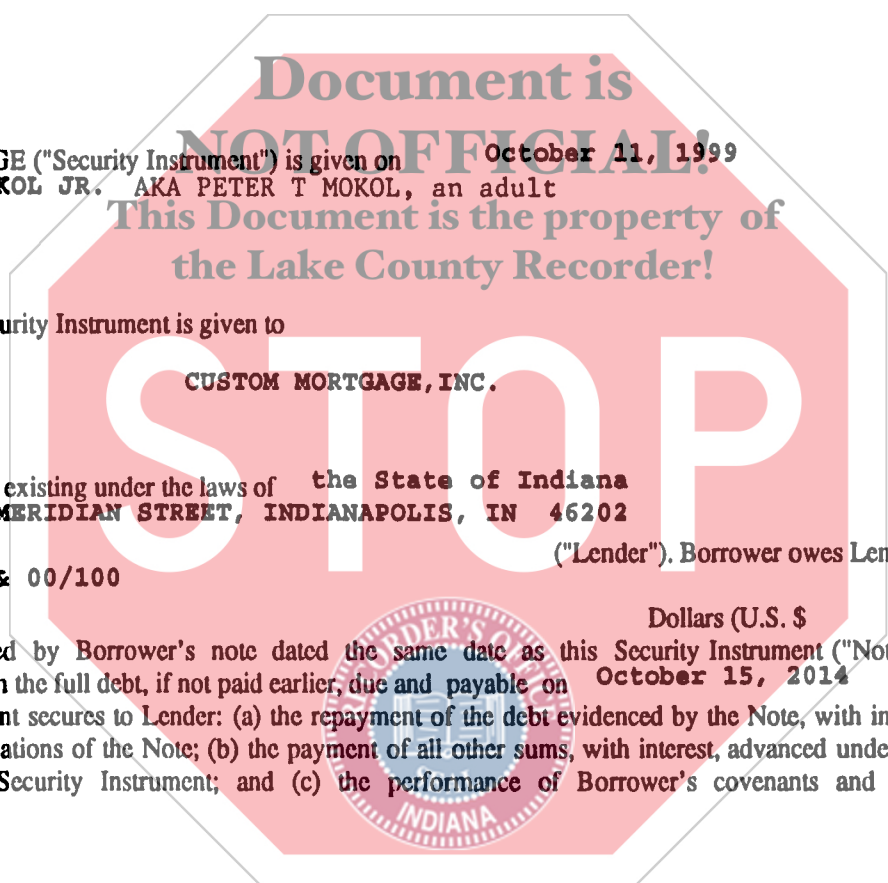 Document is
NOT OFFICIAL!
GE ("Security Instrument") is given on October 11, 1999
KOL JR. AKA PETER T MOKOL, an adult
This Document is the property of
the Lake County Recorder!
urity Instrument is given to
STOP
CUSTOM MORTGAGE, INC.
existing under the laws of the State of Indiana
MERIDIAN STREET, INDIANAPOLIS, IN 46202
("Lender"). Borrower owes Len
& 00/100
Dollars (U.S. $
ed by Borrower's note dated the same date as this Security Instrument ("Not
n the full debt, if not paid earlier, due and payable on October 15, 2014
nt secures to Lender: (a) the repayment of the debt evidenced by the Note, with in
ations of the Note; (b) the payment of all other sums, with interest, advanced unde
Security Instrument; and (c) the performance of Borrower's covenants and
RECORDER'S OFFICE
INDIANA